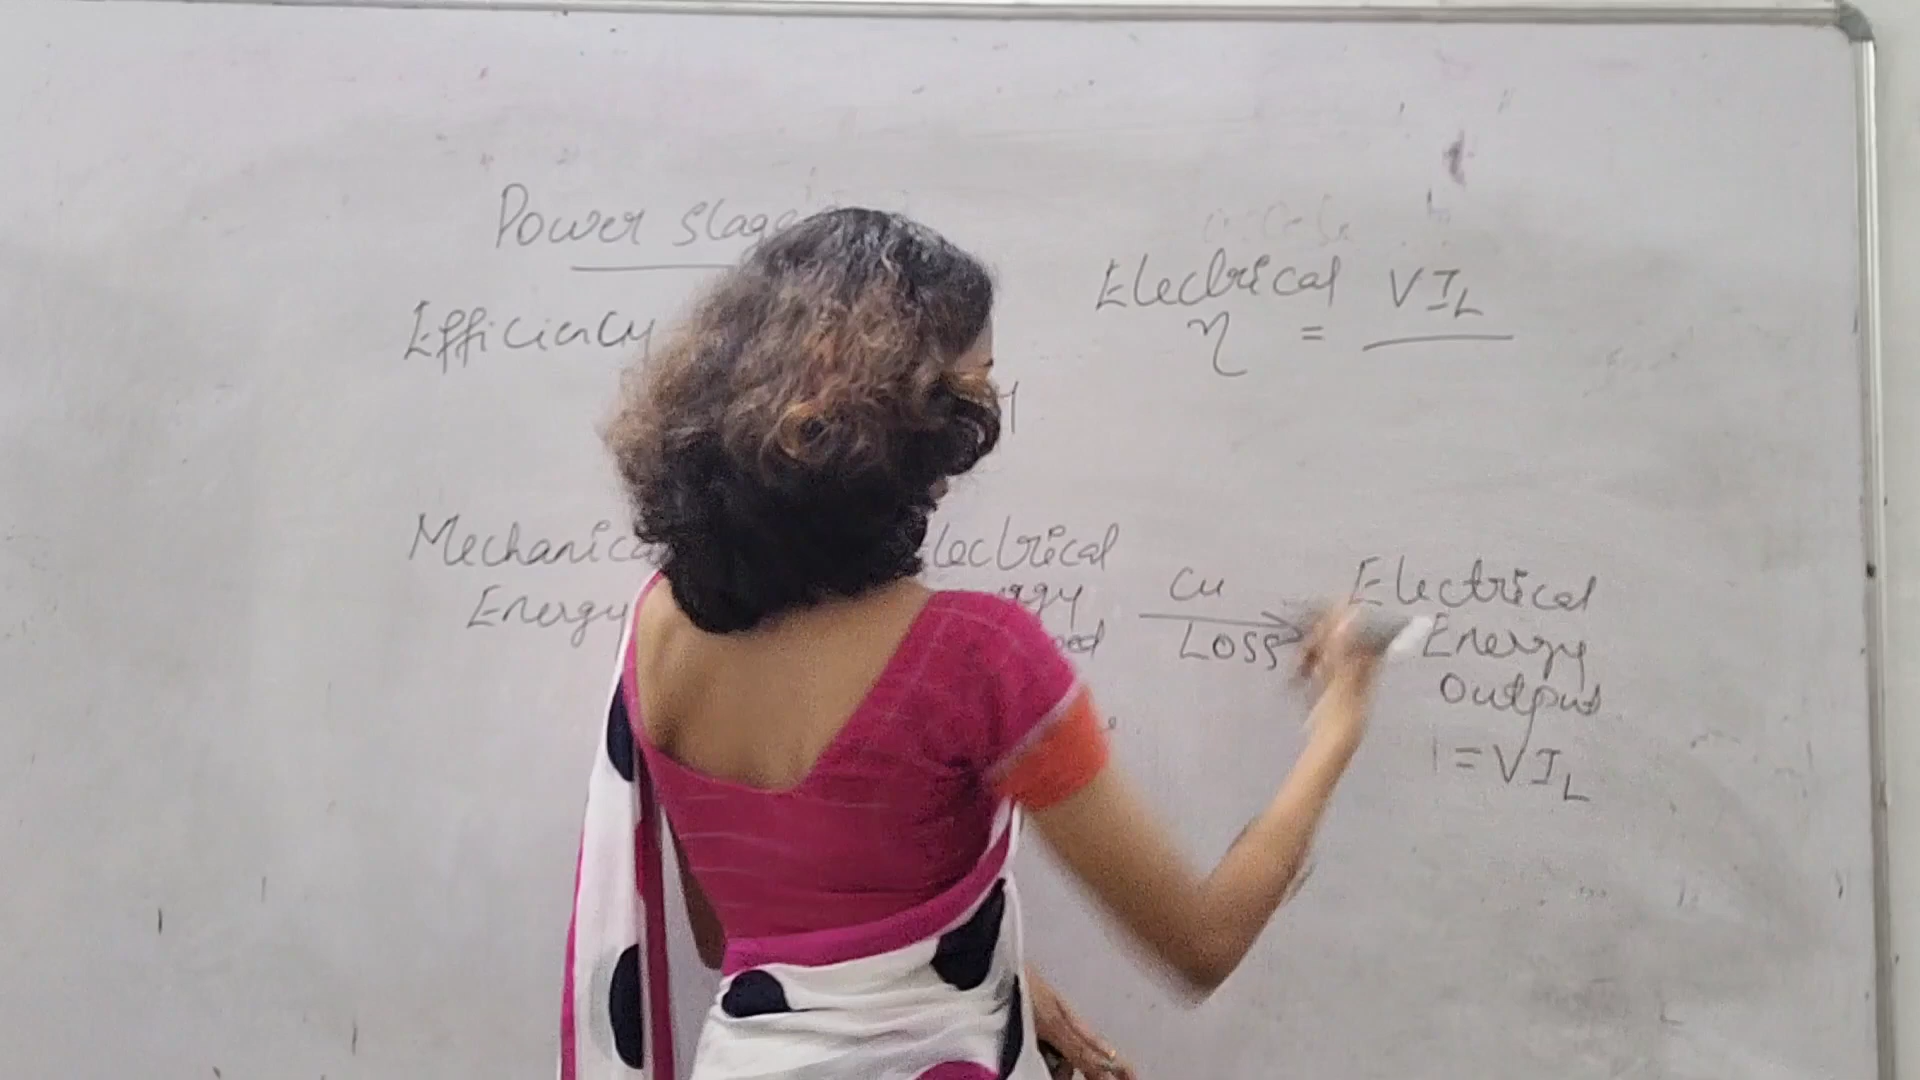 Power stage
Efficiency
Electrical VI_L
η =
Mechanical
Energy
Electrical
Energy
Cu
Loss
Electrical
Energy
Output
= VI_L